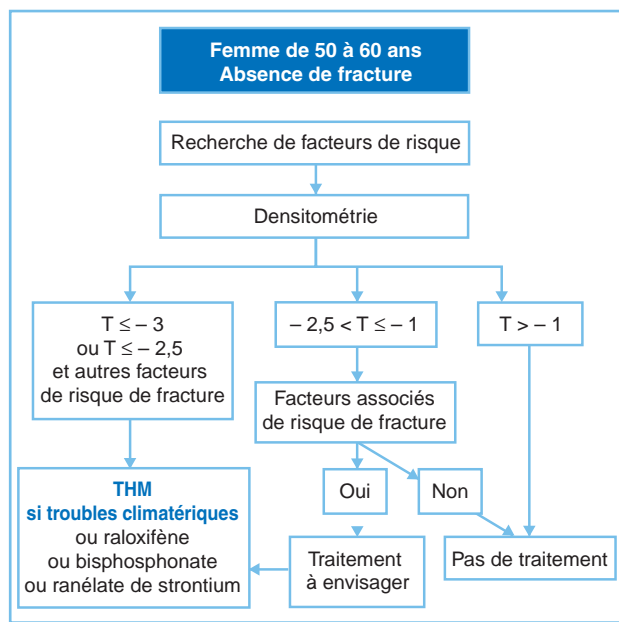 Femme de 50 à 60 ans
Absence de fracture
Recherche de facteurs de risque
Densitométrie
T ≤ – 3
ou T ≤ – 2,5
et autres facteurs
de risque de fracture
– 2,5 < T ≤ – 1
T > – 1
Facteurs associés
de risque de fracture
Oui
Non
THM
si troubles climatériques
ou raloxifène
ou bisphosphonate
ou ranélate de strontium
Traitement
à envisager
Pas de traitement